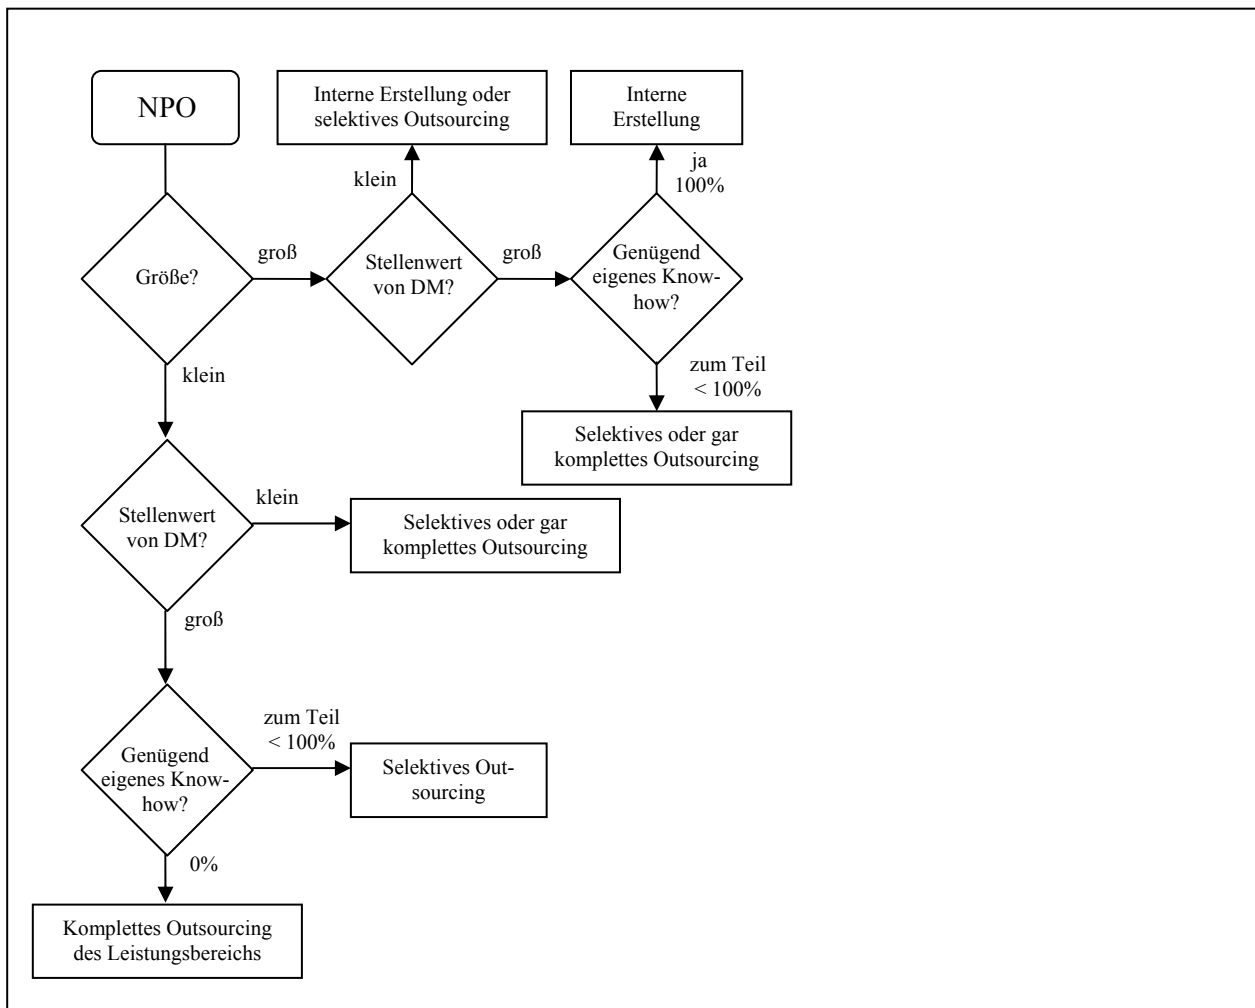 NPO
Interne Erstellung oder
selektives Outsourcing
Interne
Erstellung
klein
ja
100%
Größe?
groß
Stellenwert
von DM?
groß
Genügend
eigenes Know-
how?
klein
zum Teil
< 100%
Selektives oder gar
komplettes Outsourcing
Stellenwert
von DM?
klein
Selektives oder gar
komplettes Outsourcing
groß
Genügend
eigenes Know-
how?
zum Teil
< 100%
Selektives Out-
sourcing
0%
Komplettes Outsourcing
des Leistungsbereichs